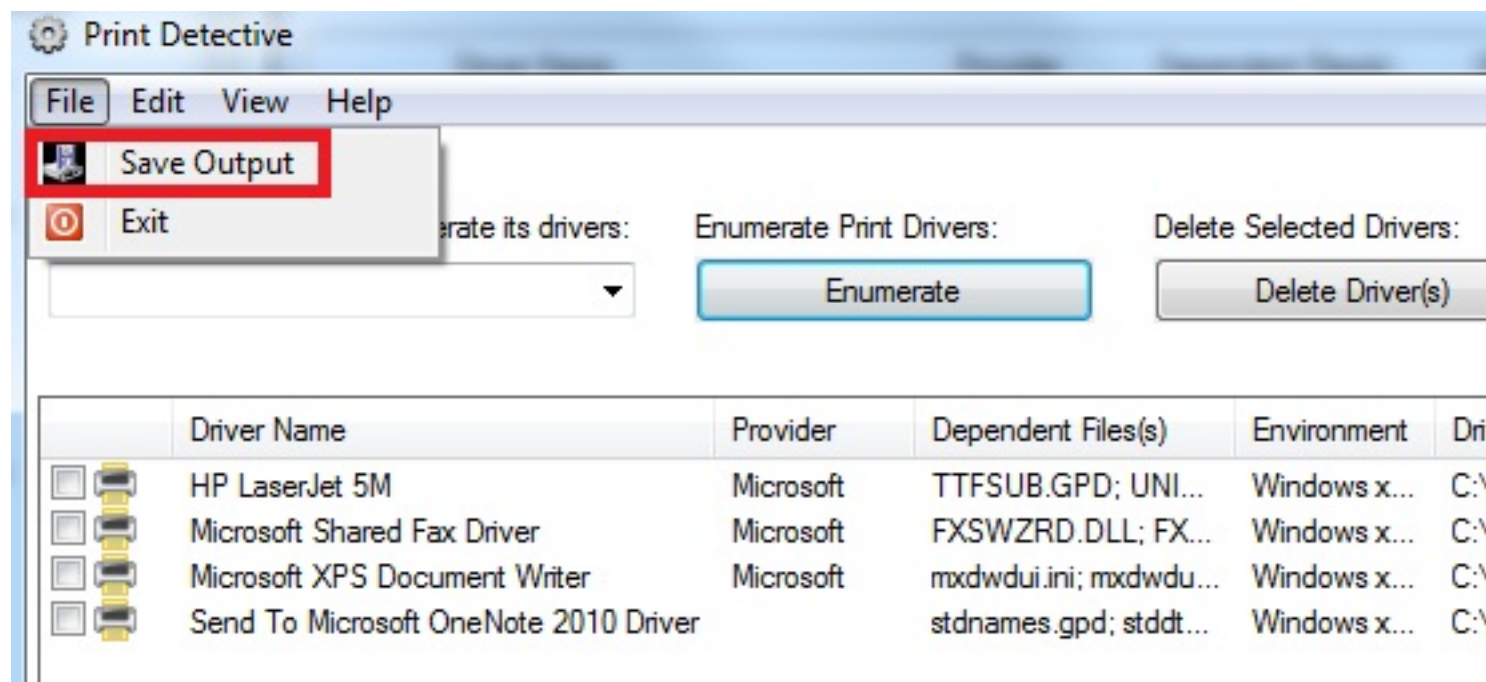 Print Detective
File Edit View Help
Save Output
Exit
erate its drivers: Enumerate Print Drivers: Delete Selected Drivers:
Enumerate Delete Driver(s)
Driver Name Provider Dependent Files(s) Environment Dri
HP LaserJet 5M Microsoft TTFSUB.GPD; UNI... Windows x... C:\
Microsoft Shared Fax Driver Microsoft FXSWZRD.DLL; FX... Windows x... C:\
Microsoft XPS Document Writer Microsoft mxdwdui.ini; mxdwdu... Windows x... C:\
Send To Microsoft OneNote 2010 Driver stdnames.gpd; stddt... Windows x... C:\